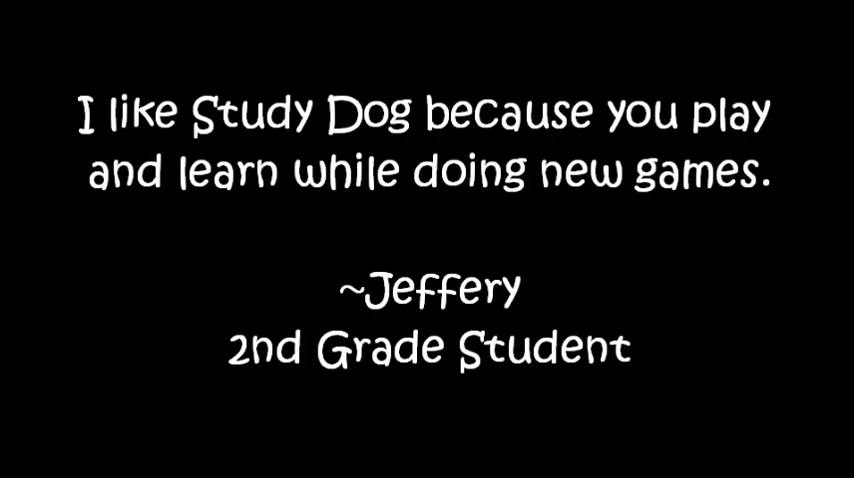 I like Study Dog because you play
and learn while doing new games.
~Jeffery
2nd Grade Student